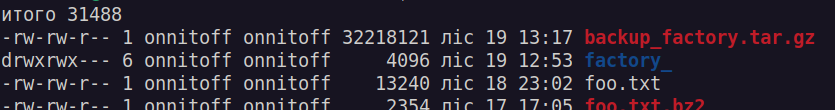 итого 31488
-rw-rw-r-- 1 onnitoff onnitoff 32218121 ліс 19 13:17 backup_factory.tar.gz
drwxrwx--- 6 onnitoff onnitoff 4096 ліс 19 12:53 factory_
-rw-rw-r-- 1 onnitoff onnitoff 13240 ліс 18 23:02 foo.txt
-rw-rw-r-- 1 onnitoff onnitoff 2354 ліс 17 17:05 foo.txt.bz2